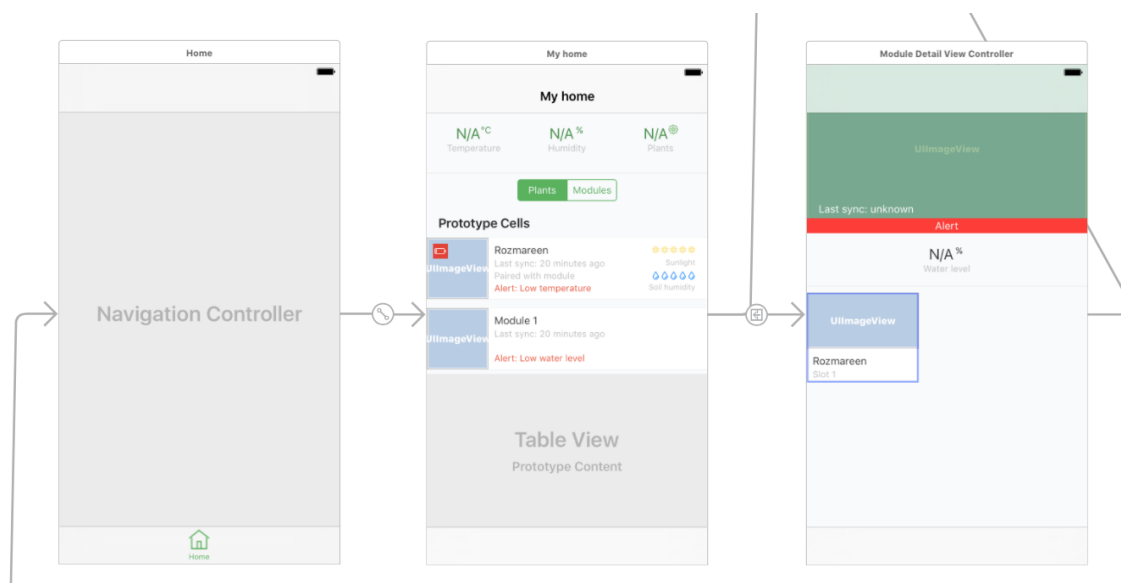 Home
Navigation Controller
Home
My home
My home
N/A °C
Temperature
N/A %
Humidity
N/A
Plants
Plants
Modules
Prototype Cells
UIImageView
Rozmareen
Last sync: 20 minutes ago
Paired with module
Alert: Low temperature
Sunlight
Soil humidity
UIImageView
Module 1
Last sync: 20 minutes ago
Alert: Low water level
Table View
Prototype Content
Module Detail View Controller
UIImageView
Last sync: unknown
Alert
N/A %
Water level
UIImageView
Rozmareen
Slot 1